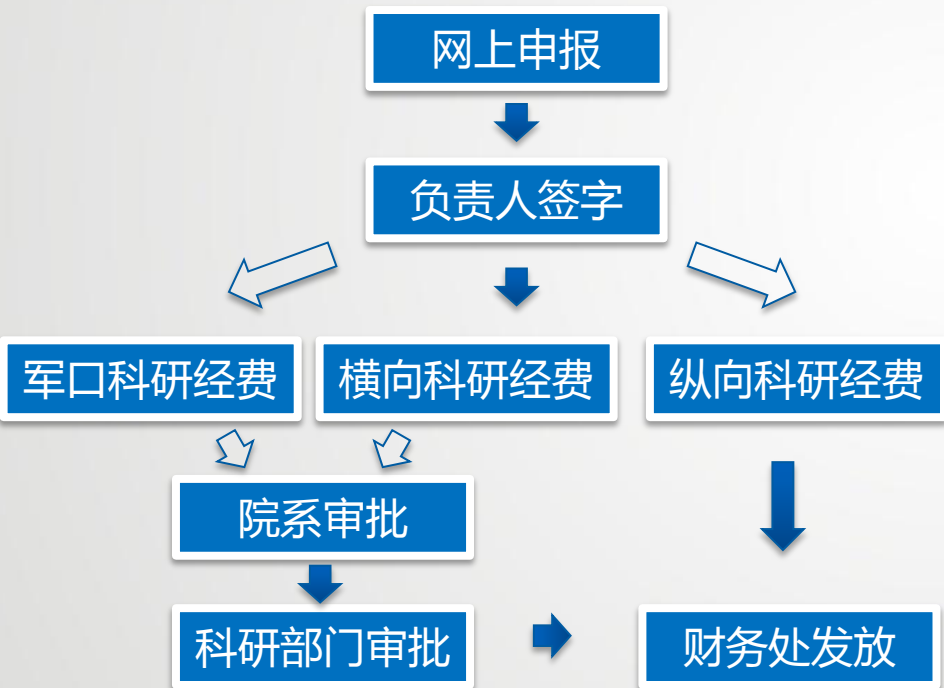 网上申报
负责人签字
军口科研经费
横向科研经费
纵向科研经费
院系审批
科研部门审批
财务处发放